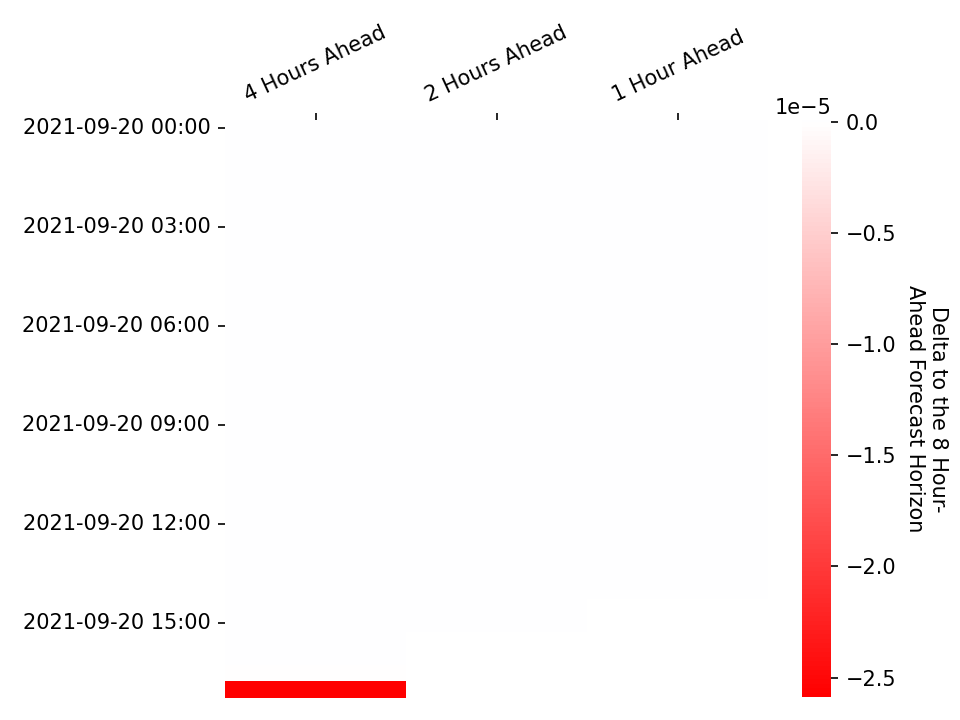 4 Hours Ahead
2 Hours Ahead
1 Hour Ahead
2021-09-20 00:00
2021-09-20 03:00
2021-09-20 06:00
2021-09-20 09:00
2021-09-20 12:00
2021-09-20 15:00
1e−5
0.0
−0.5
−1.0
−1.5
−2.0
−2.5
Delta to the 8 Hour-
Ahead Forecast Horizon